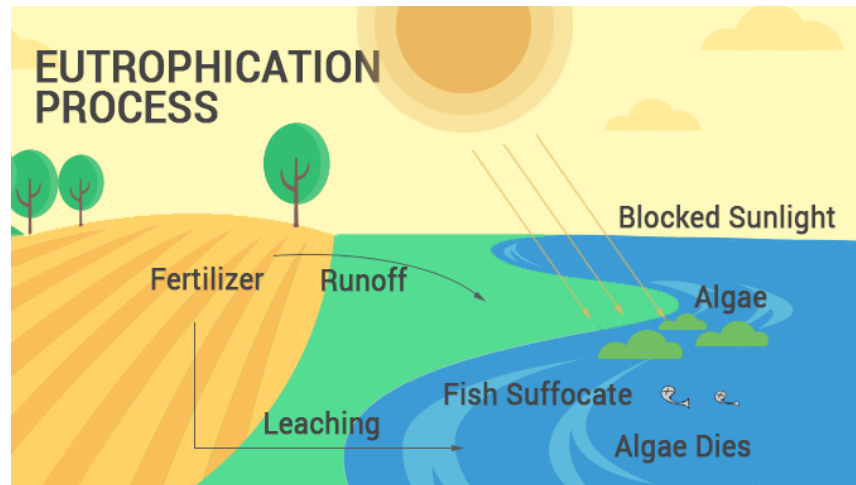 EUTROPHICATION
PROCESS
Blocked Sunlight
Fertilizer
Runoff
Algae
Fish Suffocate
Leaching
Algae Dies